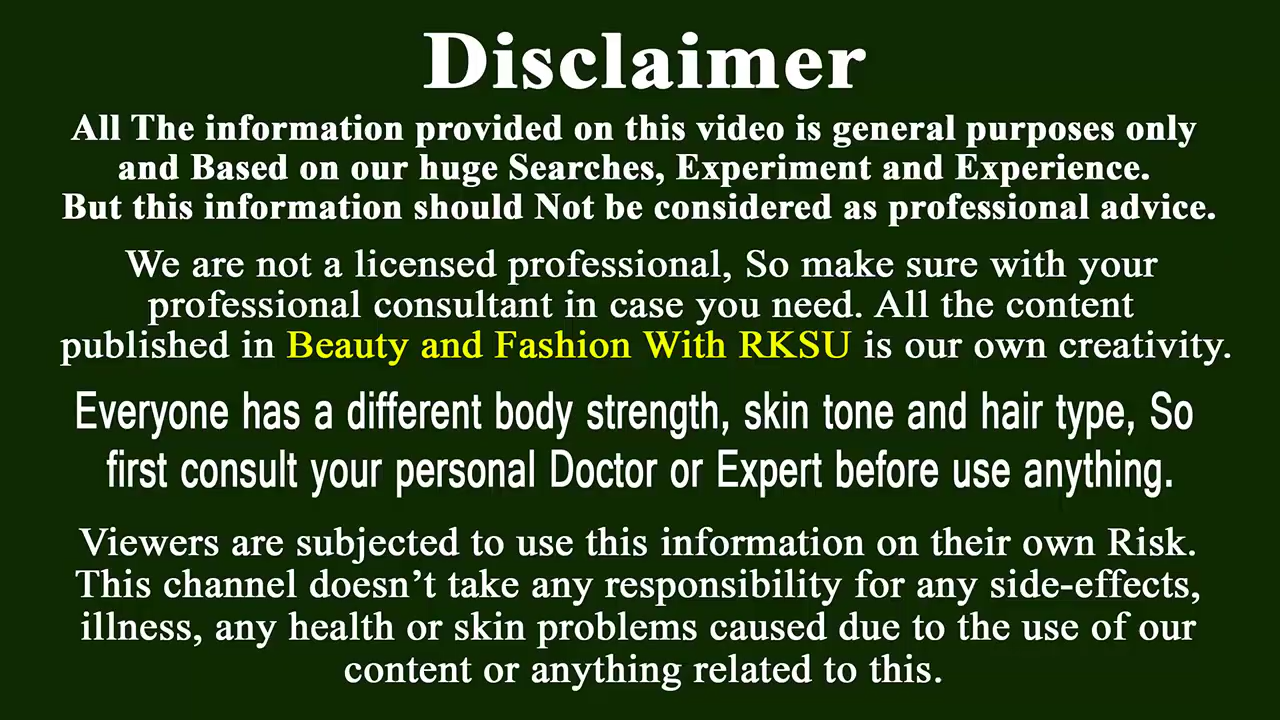 Disclaimer
All The information provided on this video is general purposes only
and Based on our huge Searches, Experiment and Experience.
But this information should Not be considered as professional advice.
We are not a licensed professional, So make sure with your
professional consultant in case you need. All the content
published in Beauty and Fashion With RKSU is our own creativity.
Everyone has a different body strength, skin tone and hair type, So
first consult your personal Doctor or Expert before use anything.
Viewers are subjected to use this information on their own Risk.
This channel doesn’t take any responsibility for any side-effects,
illness, any health or skin problems caused due to the use of our
content or anything related to this.